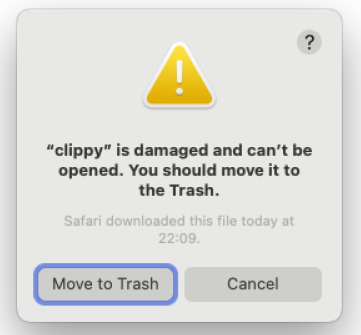 ?
“clippy” is damaged and can’t be
opened. You should move it to
the Trash.
Safari downloaded this file today at
22:09.
Move to Trash
Cancel